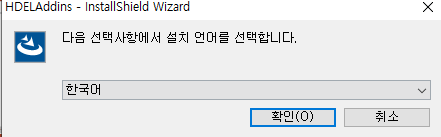 HDELAddins - InstallShield Wizard
다음 선택사항에서 설치 언어를 선택합니다.
한국어
확인(O) 취소